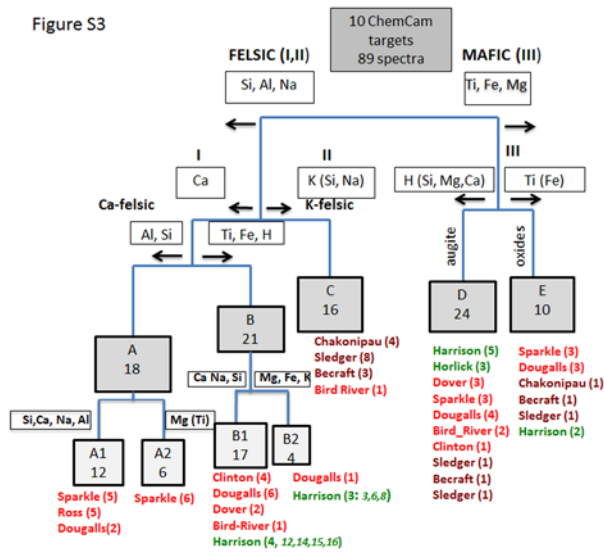 Figure S3
10 ChemCam
targets
89 spectra
FELSIC (I,II)
MAFIC (III)
Si, Al, Na
Ti, Fe, Mg
I
II
III
Ca
K (Si, Na)
H (Si, Mg,Ca)
Ti (Fe)
Ca-felsic
K-felsic
Al, Si
Ti, Fe, H
augite
oxides
A
18
B
21
C
16
D
24
E
10
Chakonipau (4)
Sledger (8)
Becraft (3)
Bird River (1)
Harrison (5)
Horlick (3)
Dover (3)
Sparkle (3)
Dougalls (4)
Bird_River (2)
Clinton (1)
Sledger (1)
Becraft (1)
Sledger (1)
Sparkle (3)
Dougalls (3)
Chakonipau (1)
Becraft (1)
Sledger (1)
Harrison (2)
Si,Ca, Na, Al
Mg (Ti)
Ca Na, Si
Mg, Fe, K
A1
12
A2
6
B1
17
B2
4
Sparkle (5)
Ross (5)
Dougalls(2)
Sparkle (6)
Clinton (4)
Dougalls (6)
Dover (2)
Bird-River (1)
Harrison (4, 12,14,15,16)
Dougalls (1)
Harrison (3: 3,6,8)